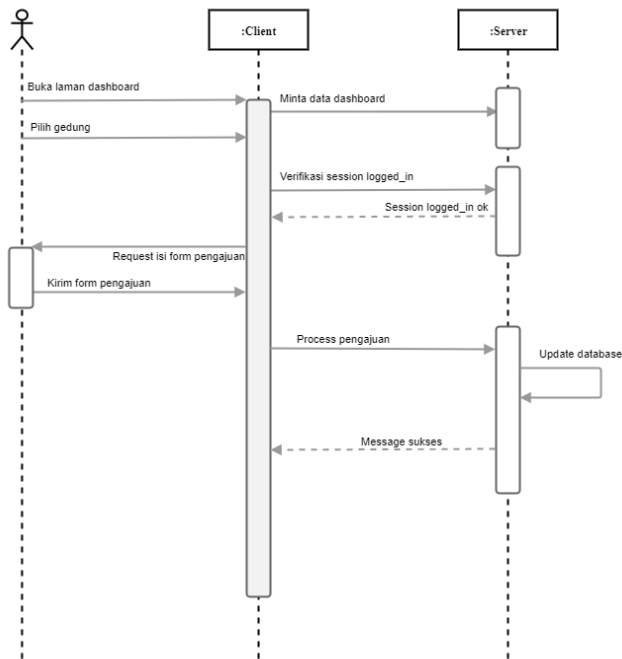 :Client
:Server
Buka laman dashboard
Minta data dashboard
Pilih gedung
Verifikasi session logged_in
Session logged_in ok
Request isi form pengajuan
Kirim form pengajuan
Process pengajuan
Update database
Message sukses